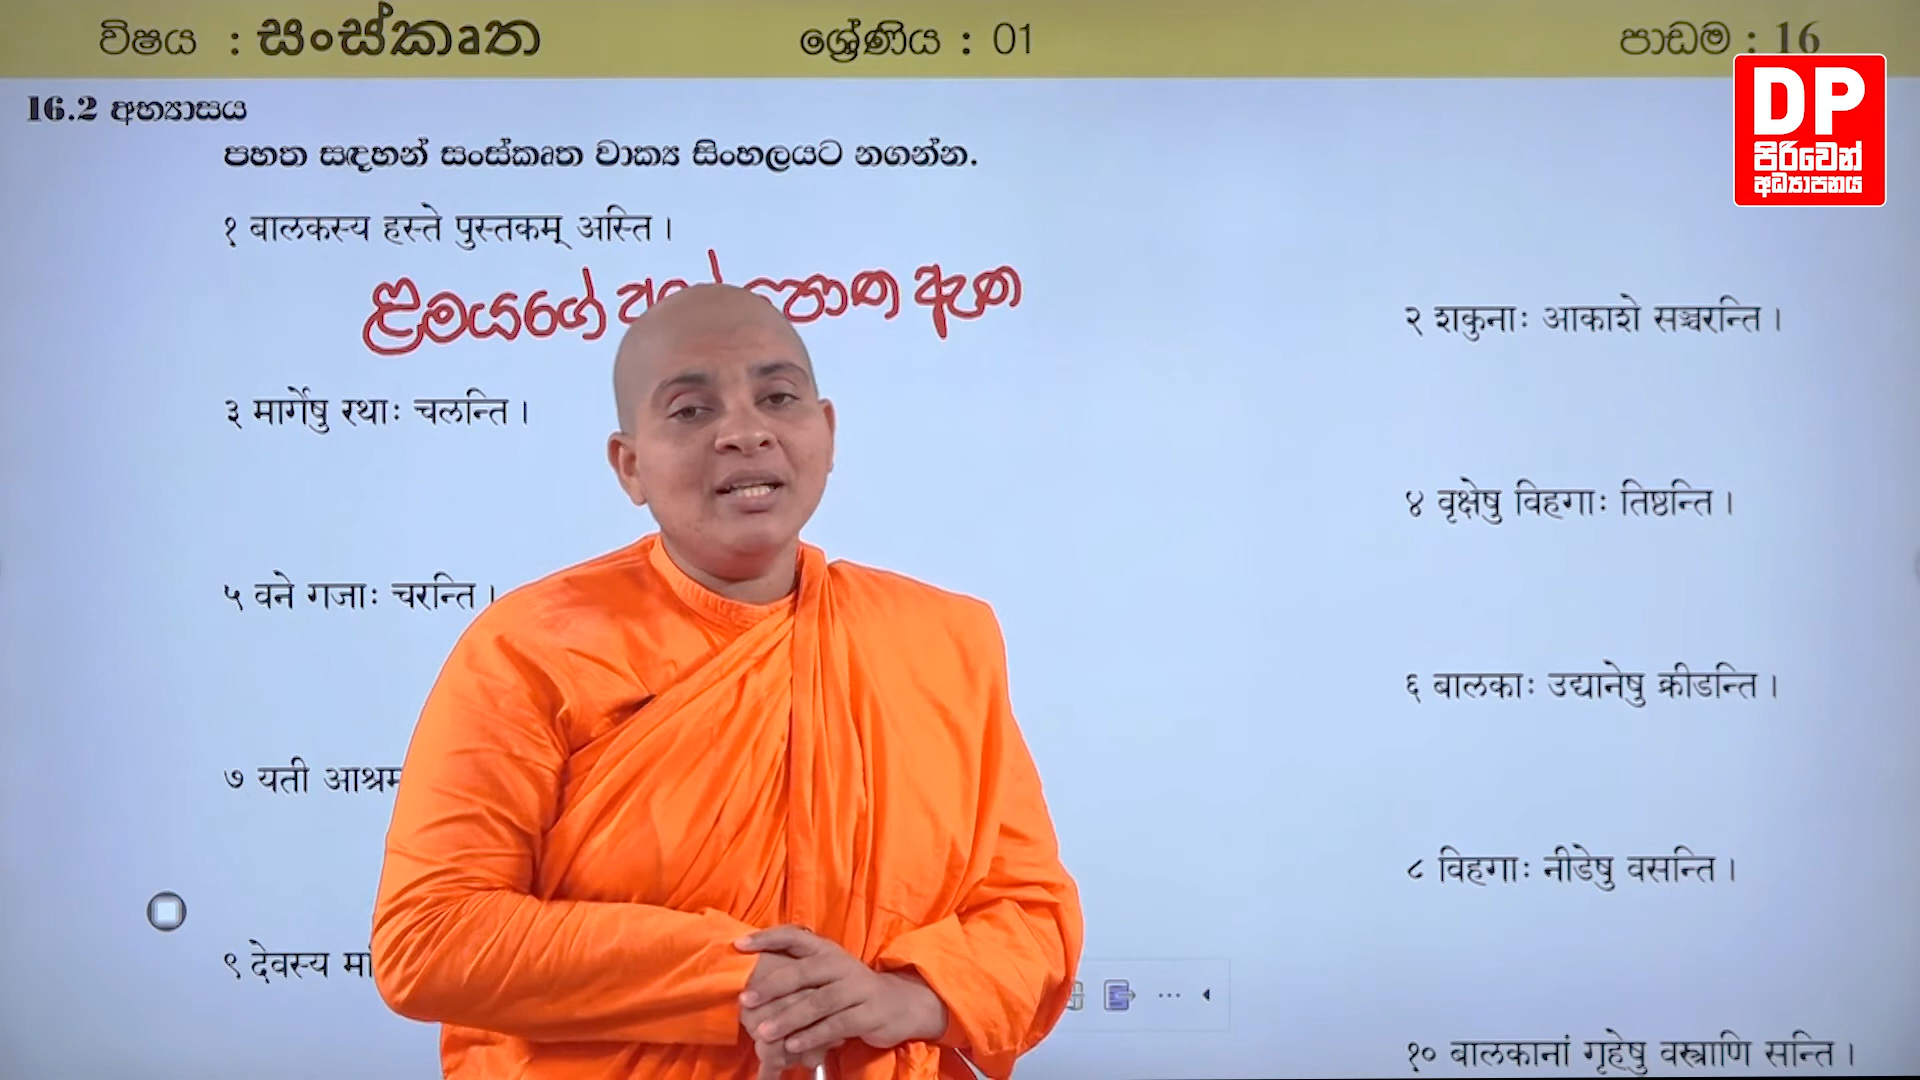 විෂය : සංස්කෘත ශ්‍රේණිය : 01 පාඩම : 16
DP
පිරිවෙන්
අධ්‍යාපනය
16.2 අභ්‍යාසය
පහත සඳහන් සංස්කෘත වාක්‍ය සිංහලයට නගන්න.
१ बालकस्य हस्ते पुस्तकम् अस्ति ।
ළමයාගේ පොත ඇත
२ शकुनाः आकाशे सञ्चरन्ति ।
३ मार्गेषु रथाः चलन्ति ।
४ वृक्षेषु विहगाः तिष्ठन्ति ।
५ वने गजाः चरन्ति ।
६ बालकाः उद्यानेषु क्रीडन्ति ।
७ यती
८ विहगाः नीडेषु वसन्ति ।
९ देवस्य
१० बालकानां गृहेषु वस्त्राणि सन्ति ।